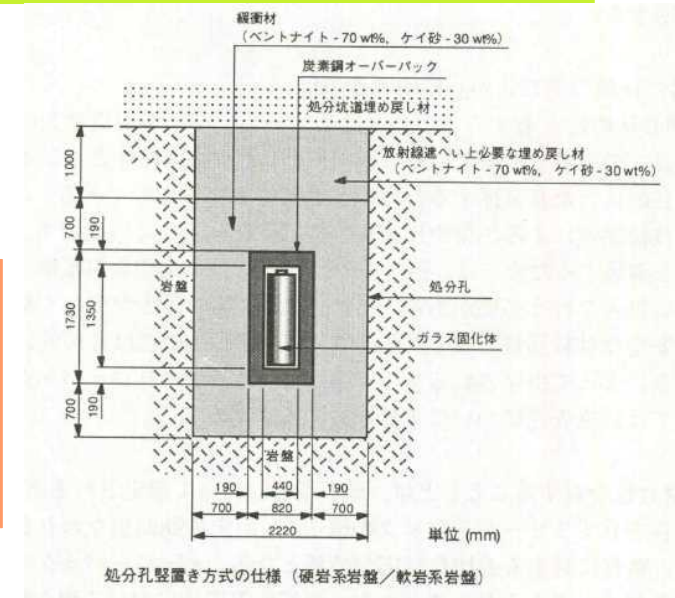 緩衝材
(ベントナイト - 70 wt%, ケイ砂 - 30 wt%)
炭素鋼オーバーパック
処分坑道埋め戻し材
放射線遮へい上必要な埋め戻し材
(ベントナイト - 70 wt%, ケイ砂 - 30 wt%)
1000
700
190
1730
1350
700
190
岩盤
処分孔
ガラス固化体
岩盤
190
440
190
700
820
700
2220
単位 (mm)
処分孔竪置き方式の仕様 (硬岩系岩盤/軟岩系岩盤)